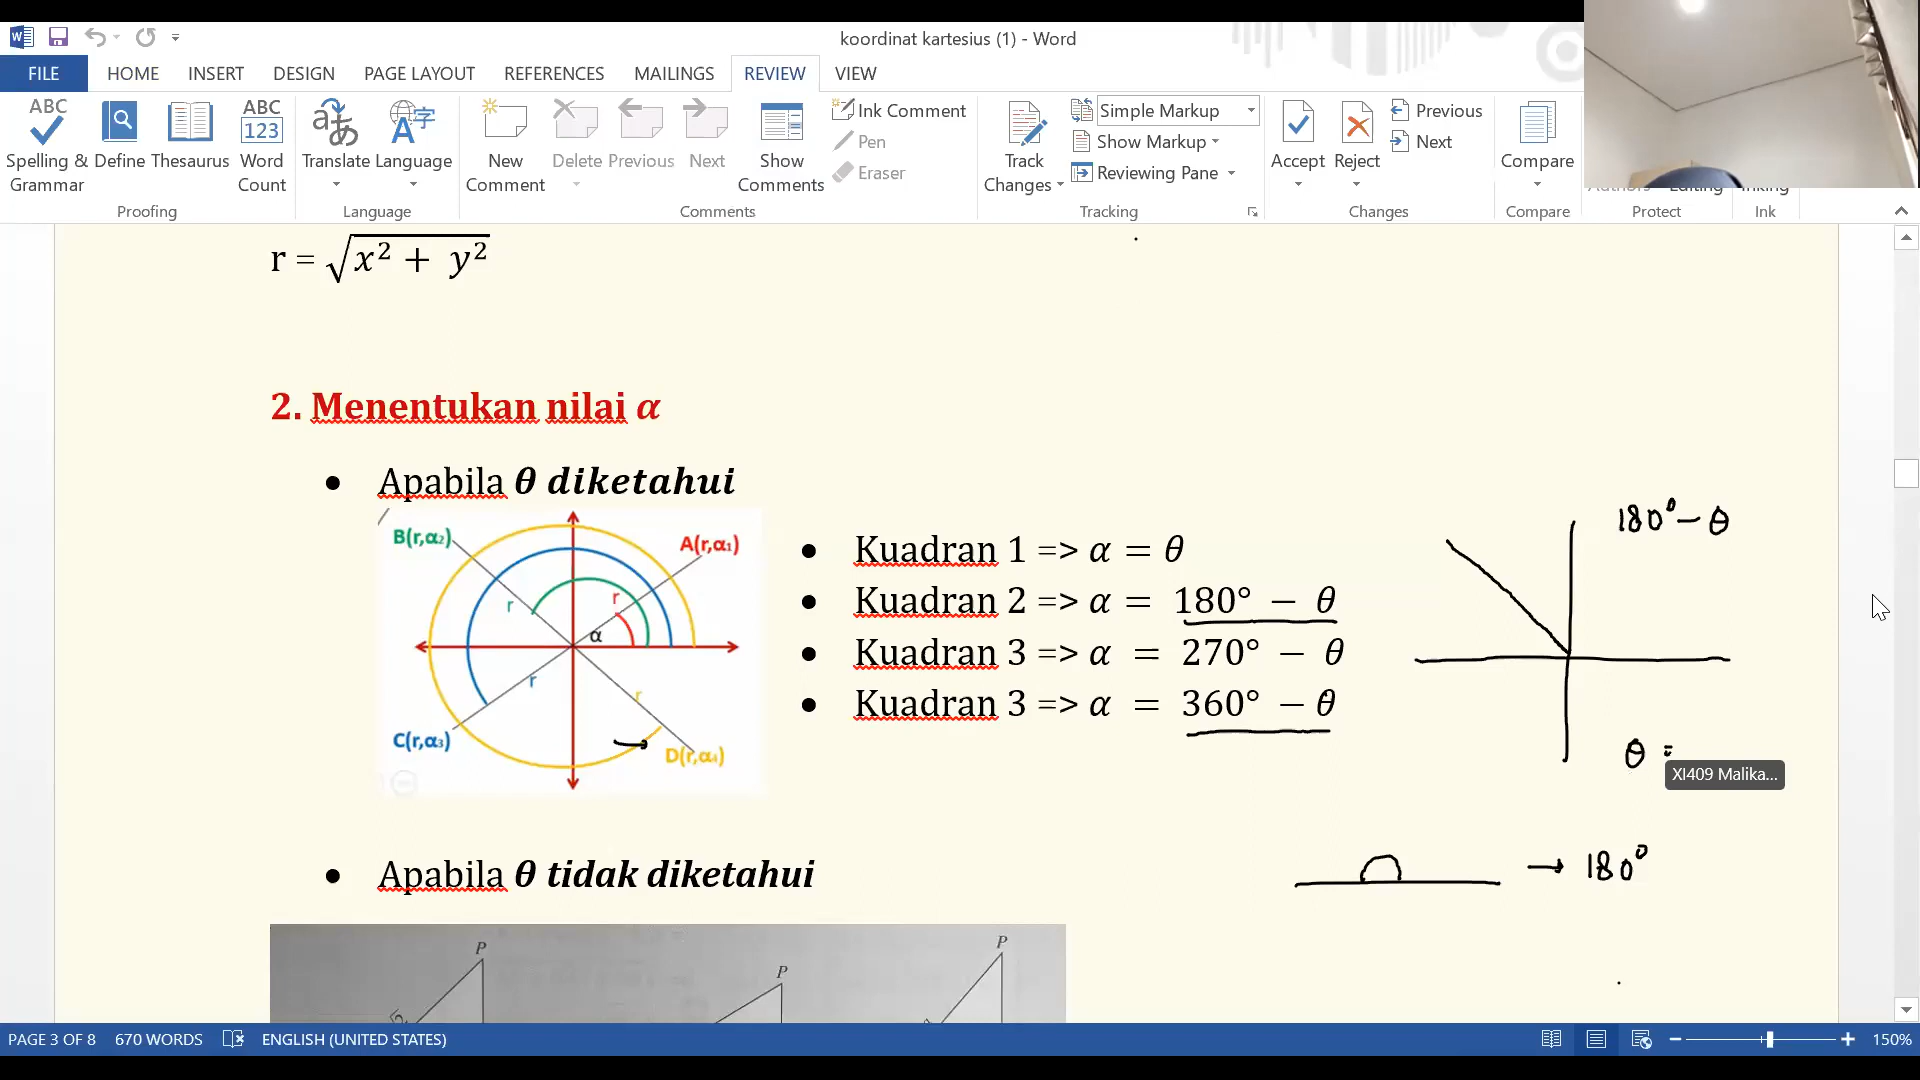 koordinat kartesius (1) - Word
FILE HOME INSERT DESIGN PAGE LAYOUT REFERENCES MAILINGS REVIEW VIEW
ABC
Spelling &
Grammar
Define
Thesaurus
ABC
123
Word
Count
Proofing
Translate
Language
Language
New
Comment
Delete
Previous
Next
Show
Comments
Ink Comment
Pen
Eraser
Comments
Track
Changes
Simple Markup
Show Markup
Reviewing Pane
Tracking
Accept
Reject
Previous
Next
Changes
Compare
Compare
Protect
Ink
r = √x² + y²
2. Menentukan nilai α
• Apabila θ diketahui
B(r,α₂)
A(r,α₁)
r
r
α
r
r
C(r,α₃)
D(r,α₄)
• Kuadran 1 => α = θ
• Kuadran 2 => α = 180° − θ
• Kuadran 3 => α = 270° − θ
• Kuadran 3 => α = 360° − θ
180° − θ
θ =
XI409 Malika...
→ 180°
• Apabila θ tidak diketahui
P
P
P
PAGE 3 OF 8 670 WORDS ENGLISH (UNITED STATES)
150%